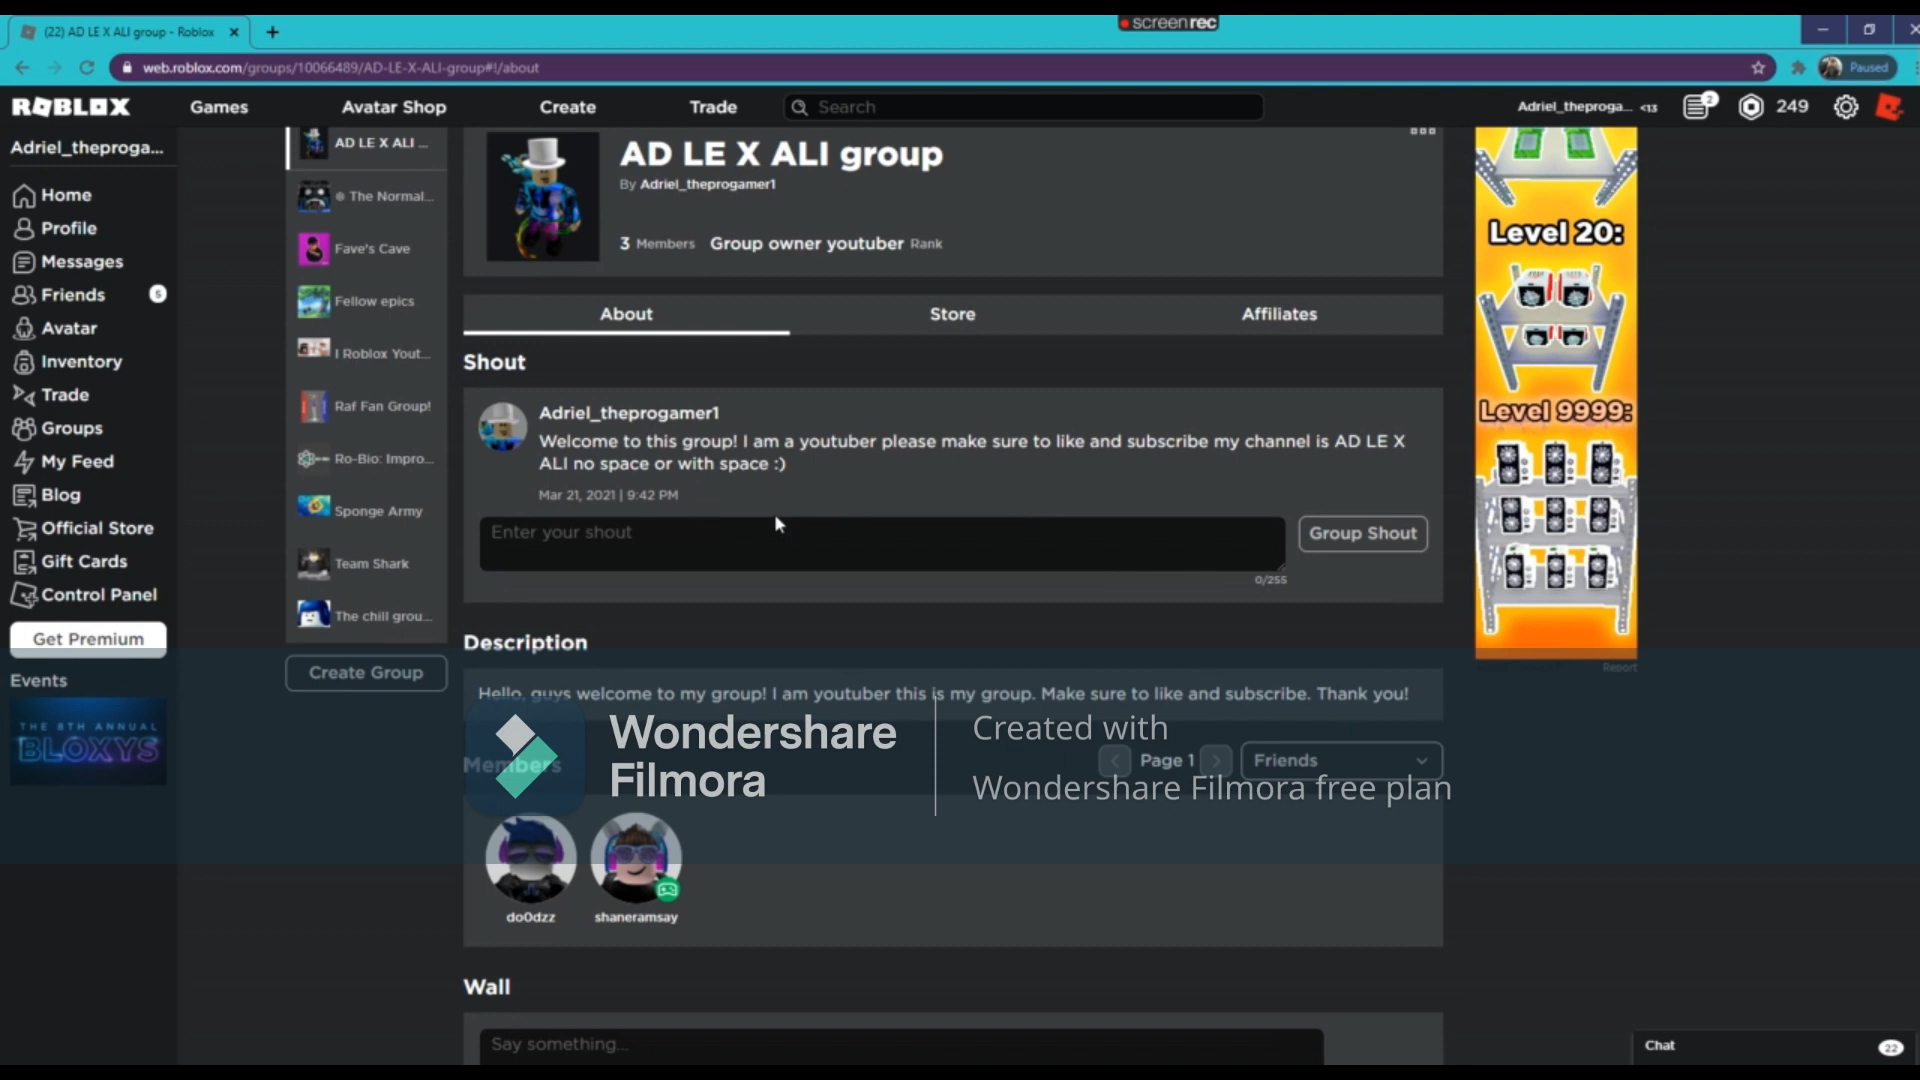 screenrec
(22) AD LE X ALI group - Roblox
web.roblox.com/groups/10066489/AD-LE-X-ALI-group#!/about
Paused
ROBLOX
Games
Avatar Shop
Create
Trade
Search
Adriel_theproga... <13
2
249
Adriel_theproga...
Home
Profile
Messages
Friends
5
Avatar
Inventory
Trade
Groups
My Feed
Blog
Official Store
Gift Cards
Control Panel
Get Premium
Events
THE 8TH ANNUAL
BLOXYS
AD LE X ALI ...
The Normal...
Fave's Cave
Fellow epics
I Roblox Yout...
Raf Fan Group!
Ro-Bio: Impro...
Sponge Army
Team Shark
The chill grou...
Create Group
AD LE X ALI group
By Adriel_theprogamer1
3 Members Group owner youtuber Rank
About
Store
Affiliates
Shout
Adriel_theprogamer1
Welcome to this group! I am a youtuber please make sure to like and subscribe my channel is AD LE X
ALI no space or with space :)
Mar 21, 2021 | 9:42 PM
Enter your shout
Group Shout
0/255
Description
Hello, guys welcome to my group! I am youtuber this is my group. Make sure to like and subscribe. Thank you!
Members
Page 1
Friends
Wondershare
Filmora
Created with
Wondershare Filmora free plan
do0dzz
shaneramsay
Wall
Say something...
Level 20:
Level 9999:
Report
Chat
22